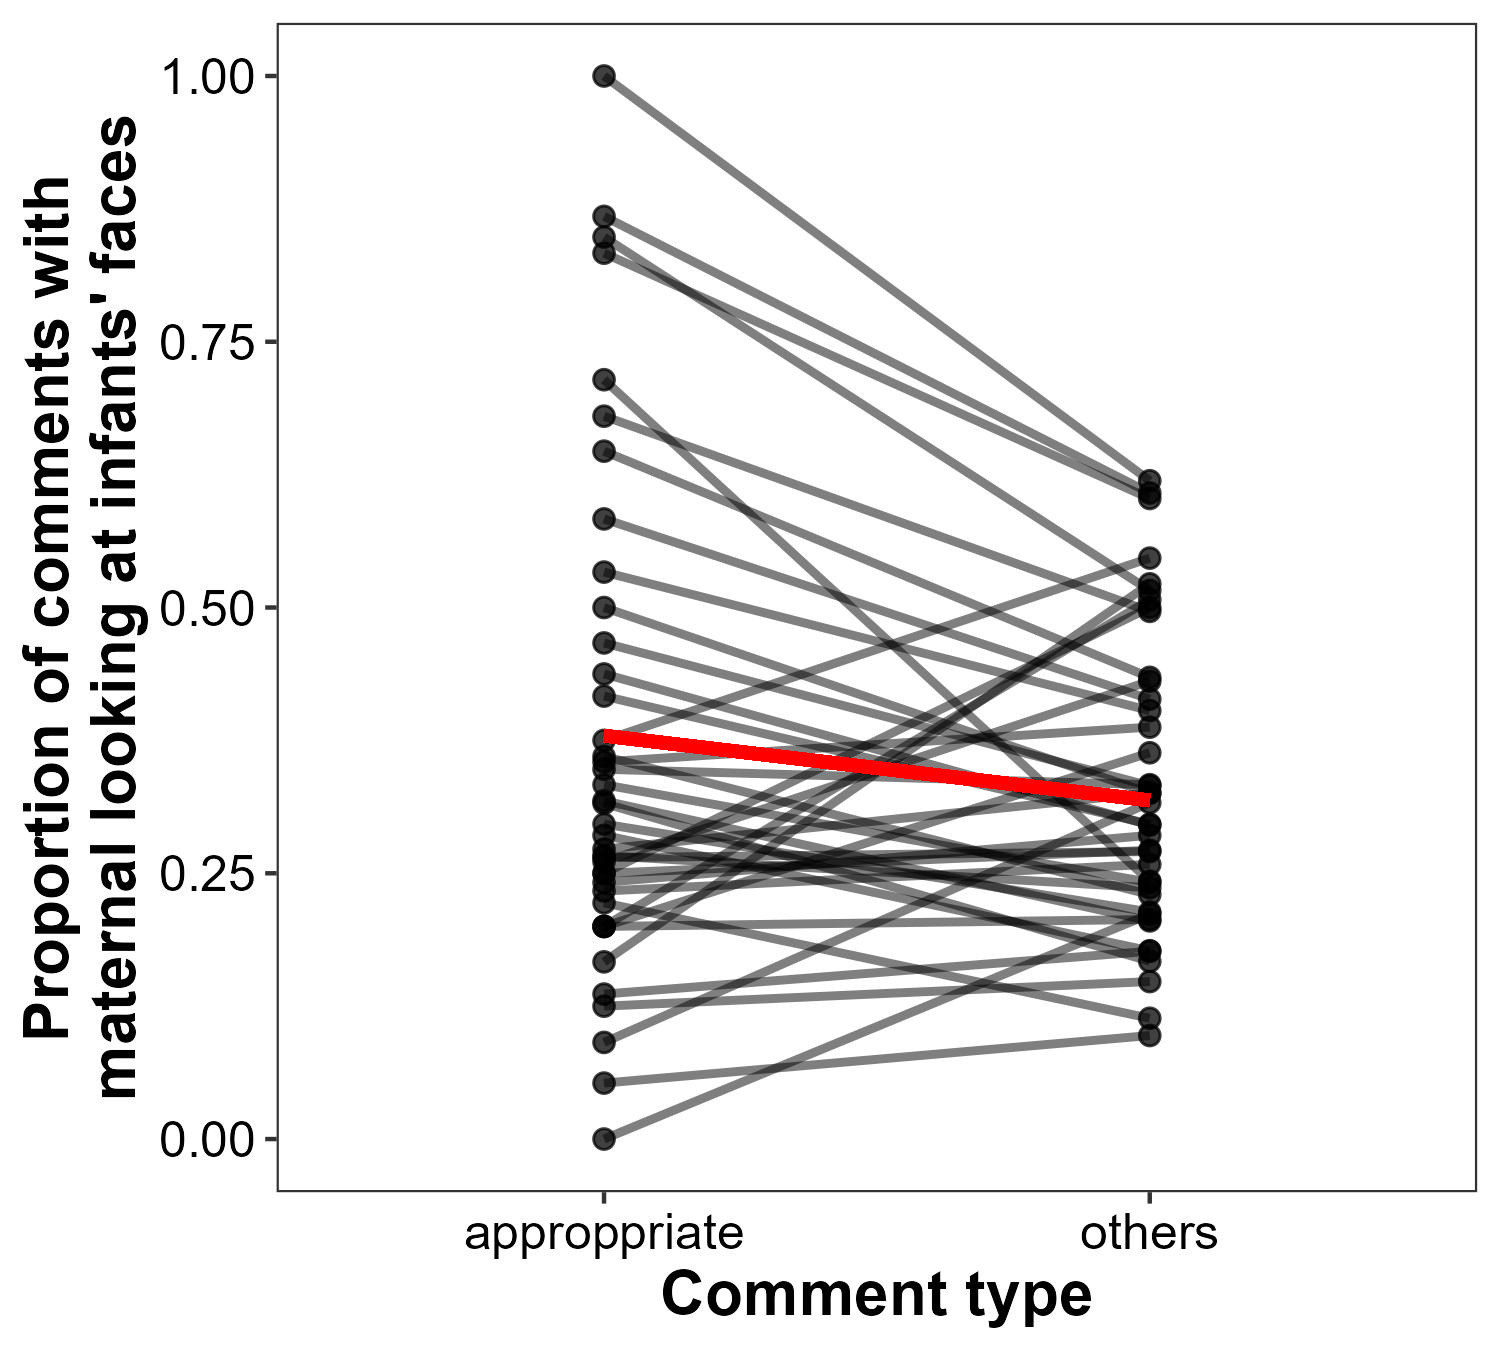 Proportion of comments with
maternal looking at infants' faces
1.00
0.75
0.50
0.25
0.00
approppriate
others
Comment type